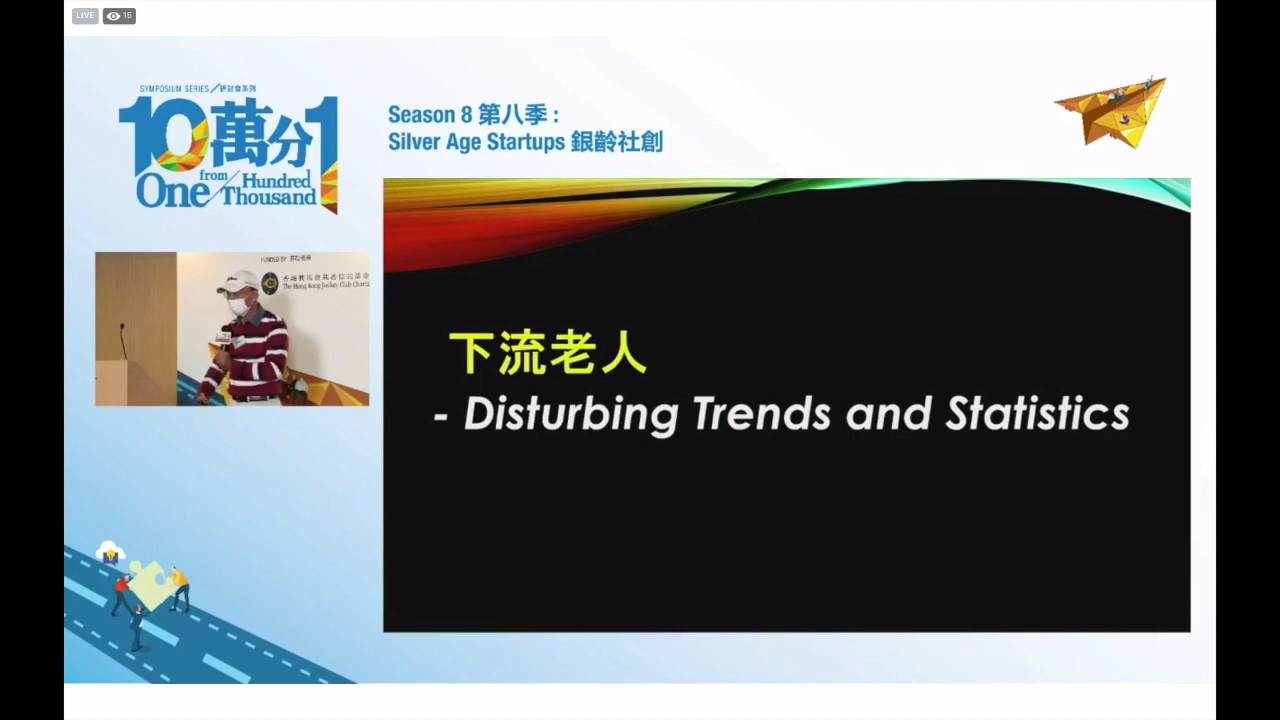 LIVE
15
SYMPOSIUM SERIES/研討會系列
10萬分1
One from/Hundred Thousand
Season 8 第八季 :
Silver Age Startups 銀齡社創
FUNDED BY
The Hong Kong Jockey Club
下流老人
- Disturbing Trends and Statistics